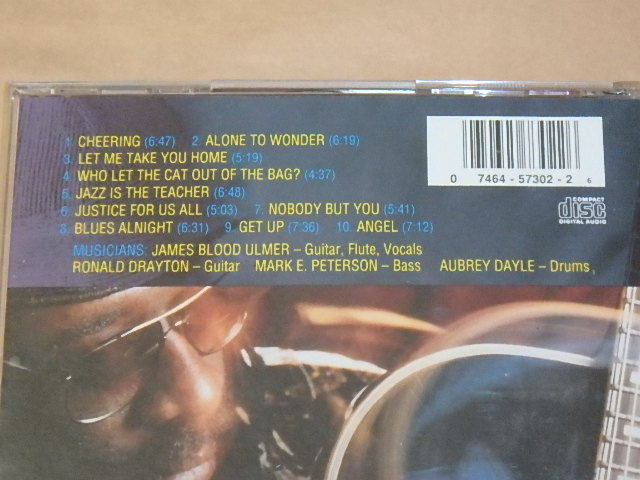 1 CHEERING (6:47) 2 ALONE TO WONDER (6:19)
3 LET ME TAKE YOU HOME (5:19)
4. WHO LET THE CAT OUT OF THE BAG? (4:37)
5. JAZZ IS THE TEACHER (6:48)
6 JUSTICE FOR US ALL (5:03) 7. NOBODY BUT YOU (5:41)
8. BLUES ALNIGHT (6:31) 9. GET UP (7:36) 10. ANGEL (7:12)
MUSICIANS: JAMES BLOOD ULMER – Guitar, Flute, Vocals
RONALD DRAYTON – Guitar MARK E. PETERSON – Bass AUBREY DAYLE – Drums
0 7464-57302-2 6
COMPACT
disc
DIGITAL AUDIO